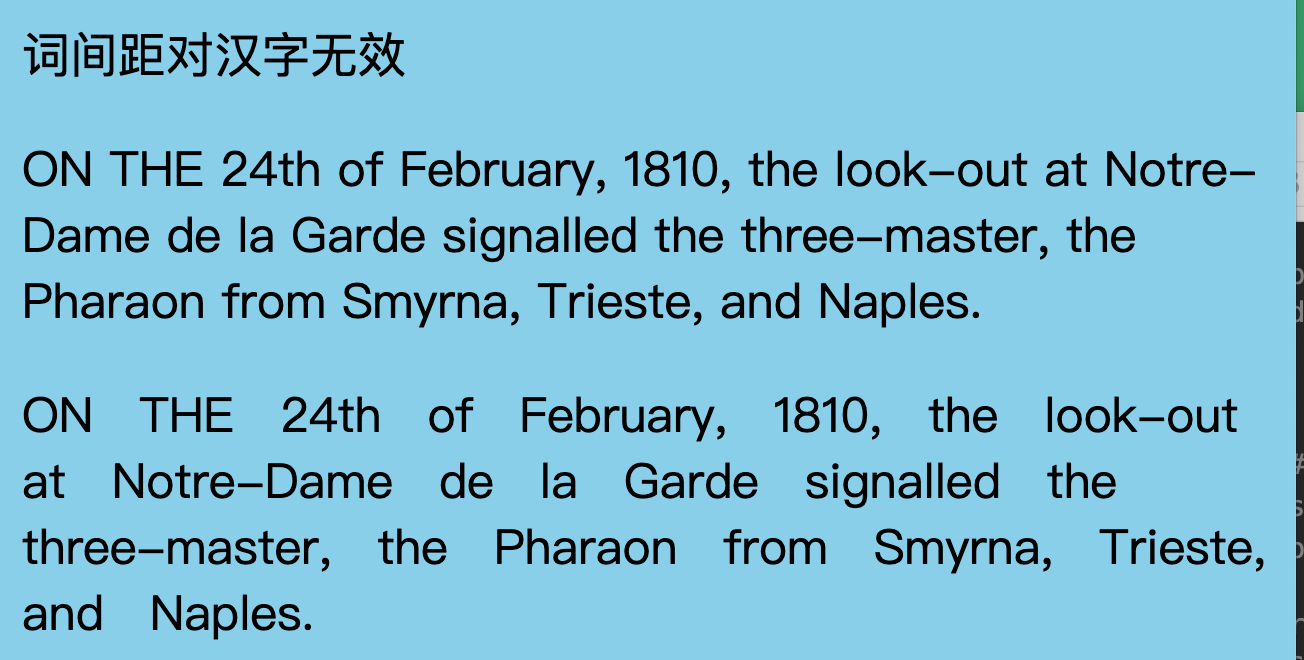 词间距对汉字无效
ON THE 24th of February, 1810, the look-out at Notre-
Dame de la Garde signalled the three-master, the
Pharaon from Smyrna, Trieste, and Naples.
ON THE 24th of February, 1810, the look-out
at Notre-Dame de la Garde signalled the
three-master, the Pharaon from Smyrna, Trieste,
and Naples.